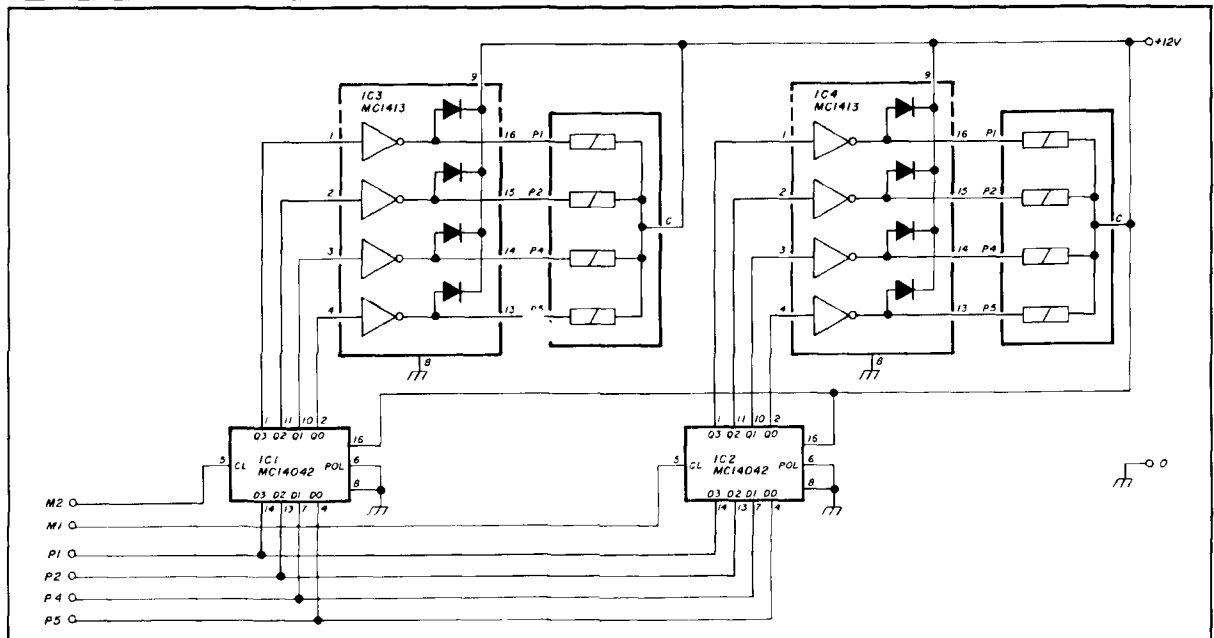 +12V
9
9
IC3
MC1413
IC4
MC1413
1
16
P1
1
16
P1
2
15
P2
2
15
P2
C
C
3
14
P4
3
14
P4
4
13
4
13
P5
8
8
1
11
10
2
1
11
10
2
Q3
Q2
Q1
Q0
16
Q3
Q2
Q1
Q0
16
5
CL
IC1
MC14042
POL
6
5
CL
IC2
MC14042
POL
6
8
8
D3
D2
D1
D0
D3
D2
D1
D0
14
13
7
4
14
13
7
4
0
M2
M1
P1
P2
P4
P5